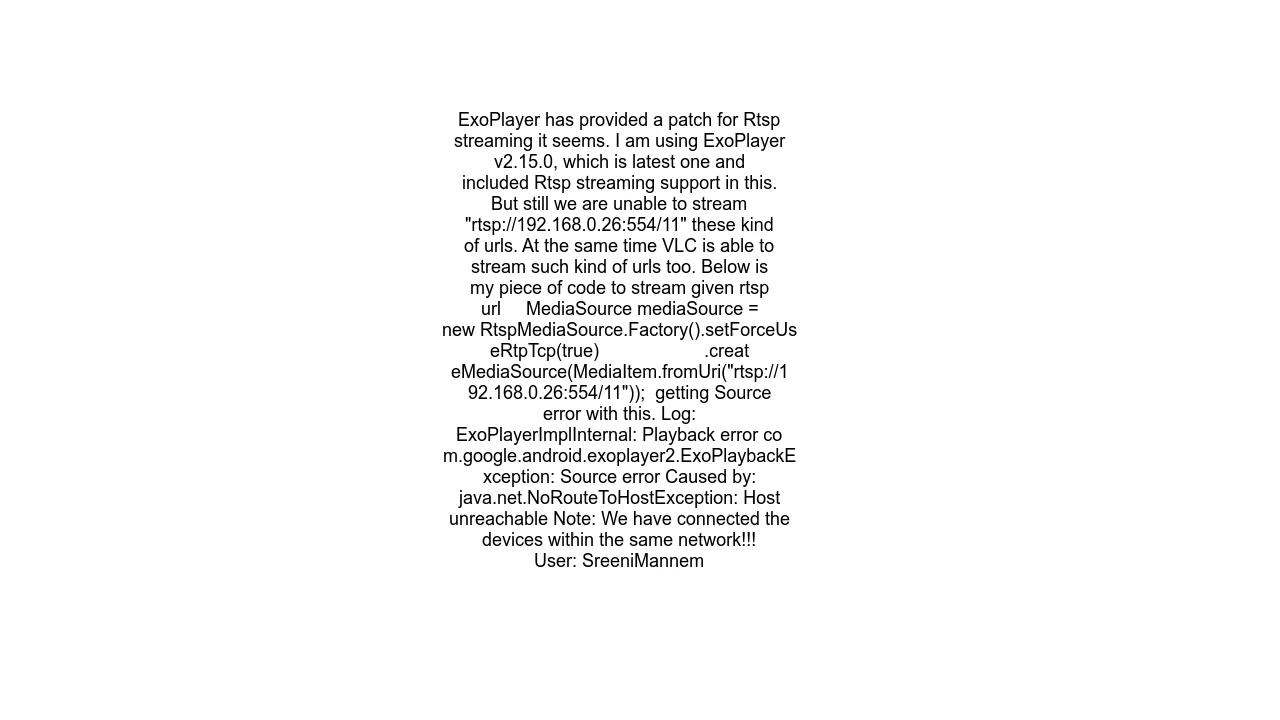 ExoPlayer has provided a patch for Rtsp
streaming it seems. I am using ExoPlayer
v2.15.0, which is latest one and
included Rtsp streaming support in this.
But still we are unable to stream
"rtsp://192.168.0.26:554/11" these kind
of urls. At the same time VLC is able to
stream such kind of urls too. Below is
my piece of code to stream given rtsp
url     MediaSource mediaSource =
new RtspMediaSource.Factory().setForceUs
eRtpTcp(true)                     .creat
eMediaSource(MediaItem.fromUri("rtsp://1
92.168.0.26:554/11"));  getting Source
error with this. Log:
ExoPlayerImplInternal: Playback error co
m.google.android.exoplayer2.ExoPlaybackE
xception: Source error Caused by:
java.net.NoRouteToHostException: Host
unreachable Note: We have connected the
devices within the same network!!!
User: SreeniMannem